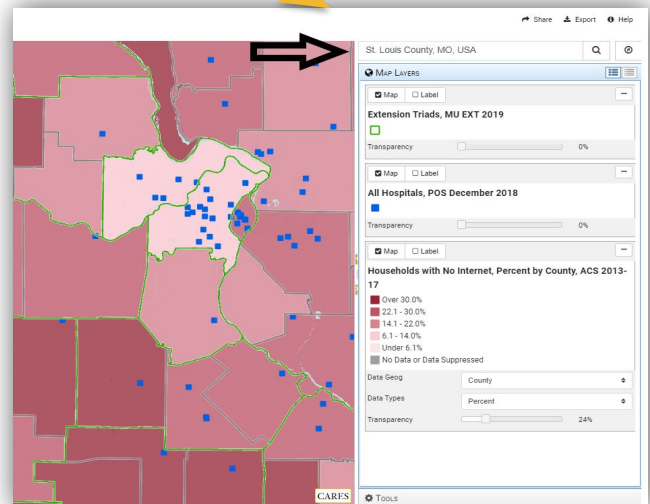 Share Export Help
St. Louis County, MO, USA
MAP LAYERS
Map Label
Extension Triads, MU EXT 2019
Transparency 0%
Map Label
All Hospitals, POS December 2018
Transparency 0%
Map Label
Households with No Internet, Percent by County, ACS 2013-
17
Over 30.0%
22.1 - 30.0%
14.1 - 22.0%
6.1 - 14.0%
Under 6.1%
No Data or Data Suppressed
Data Geog County
Data Types Percent
Transparency 24%
CARES
TOOLS